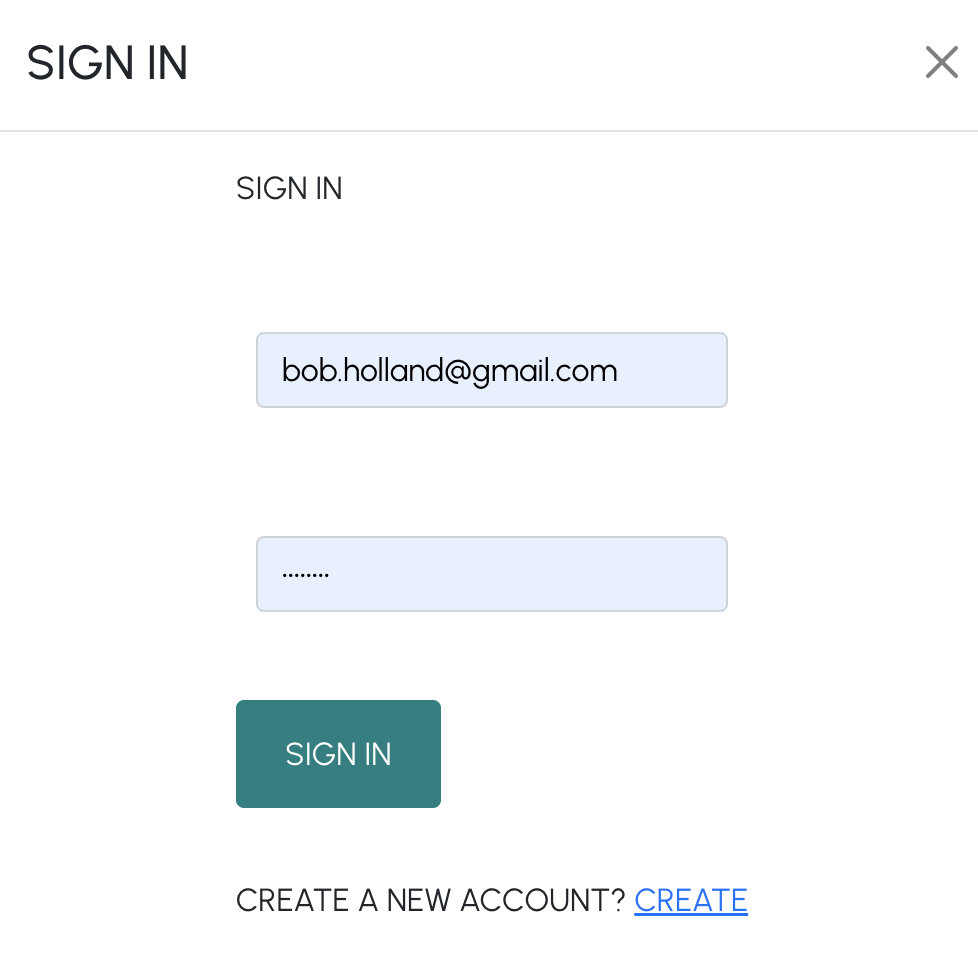 SIGN IN
SIGN IN
bob.holland@gmail.com
........
SIGN IN
CREATE A NEW ACCOUNT? CREATE